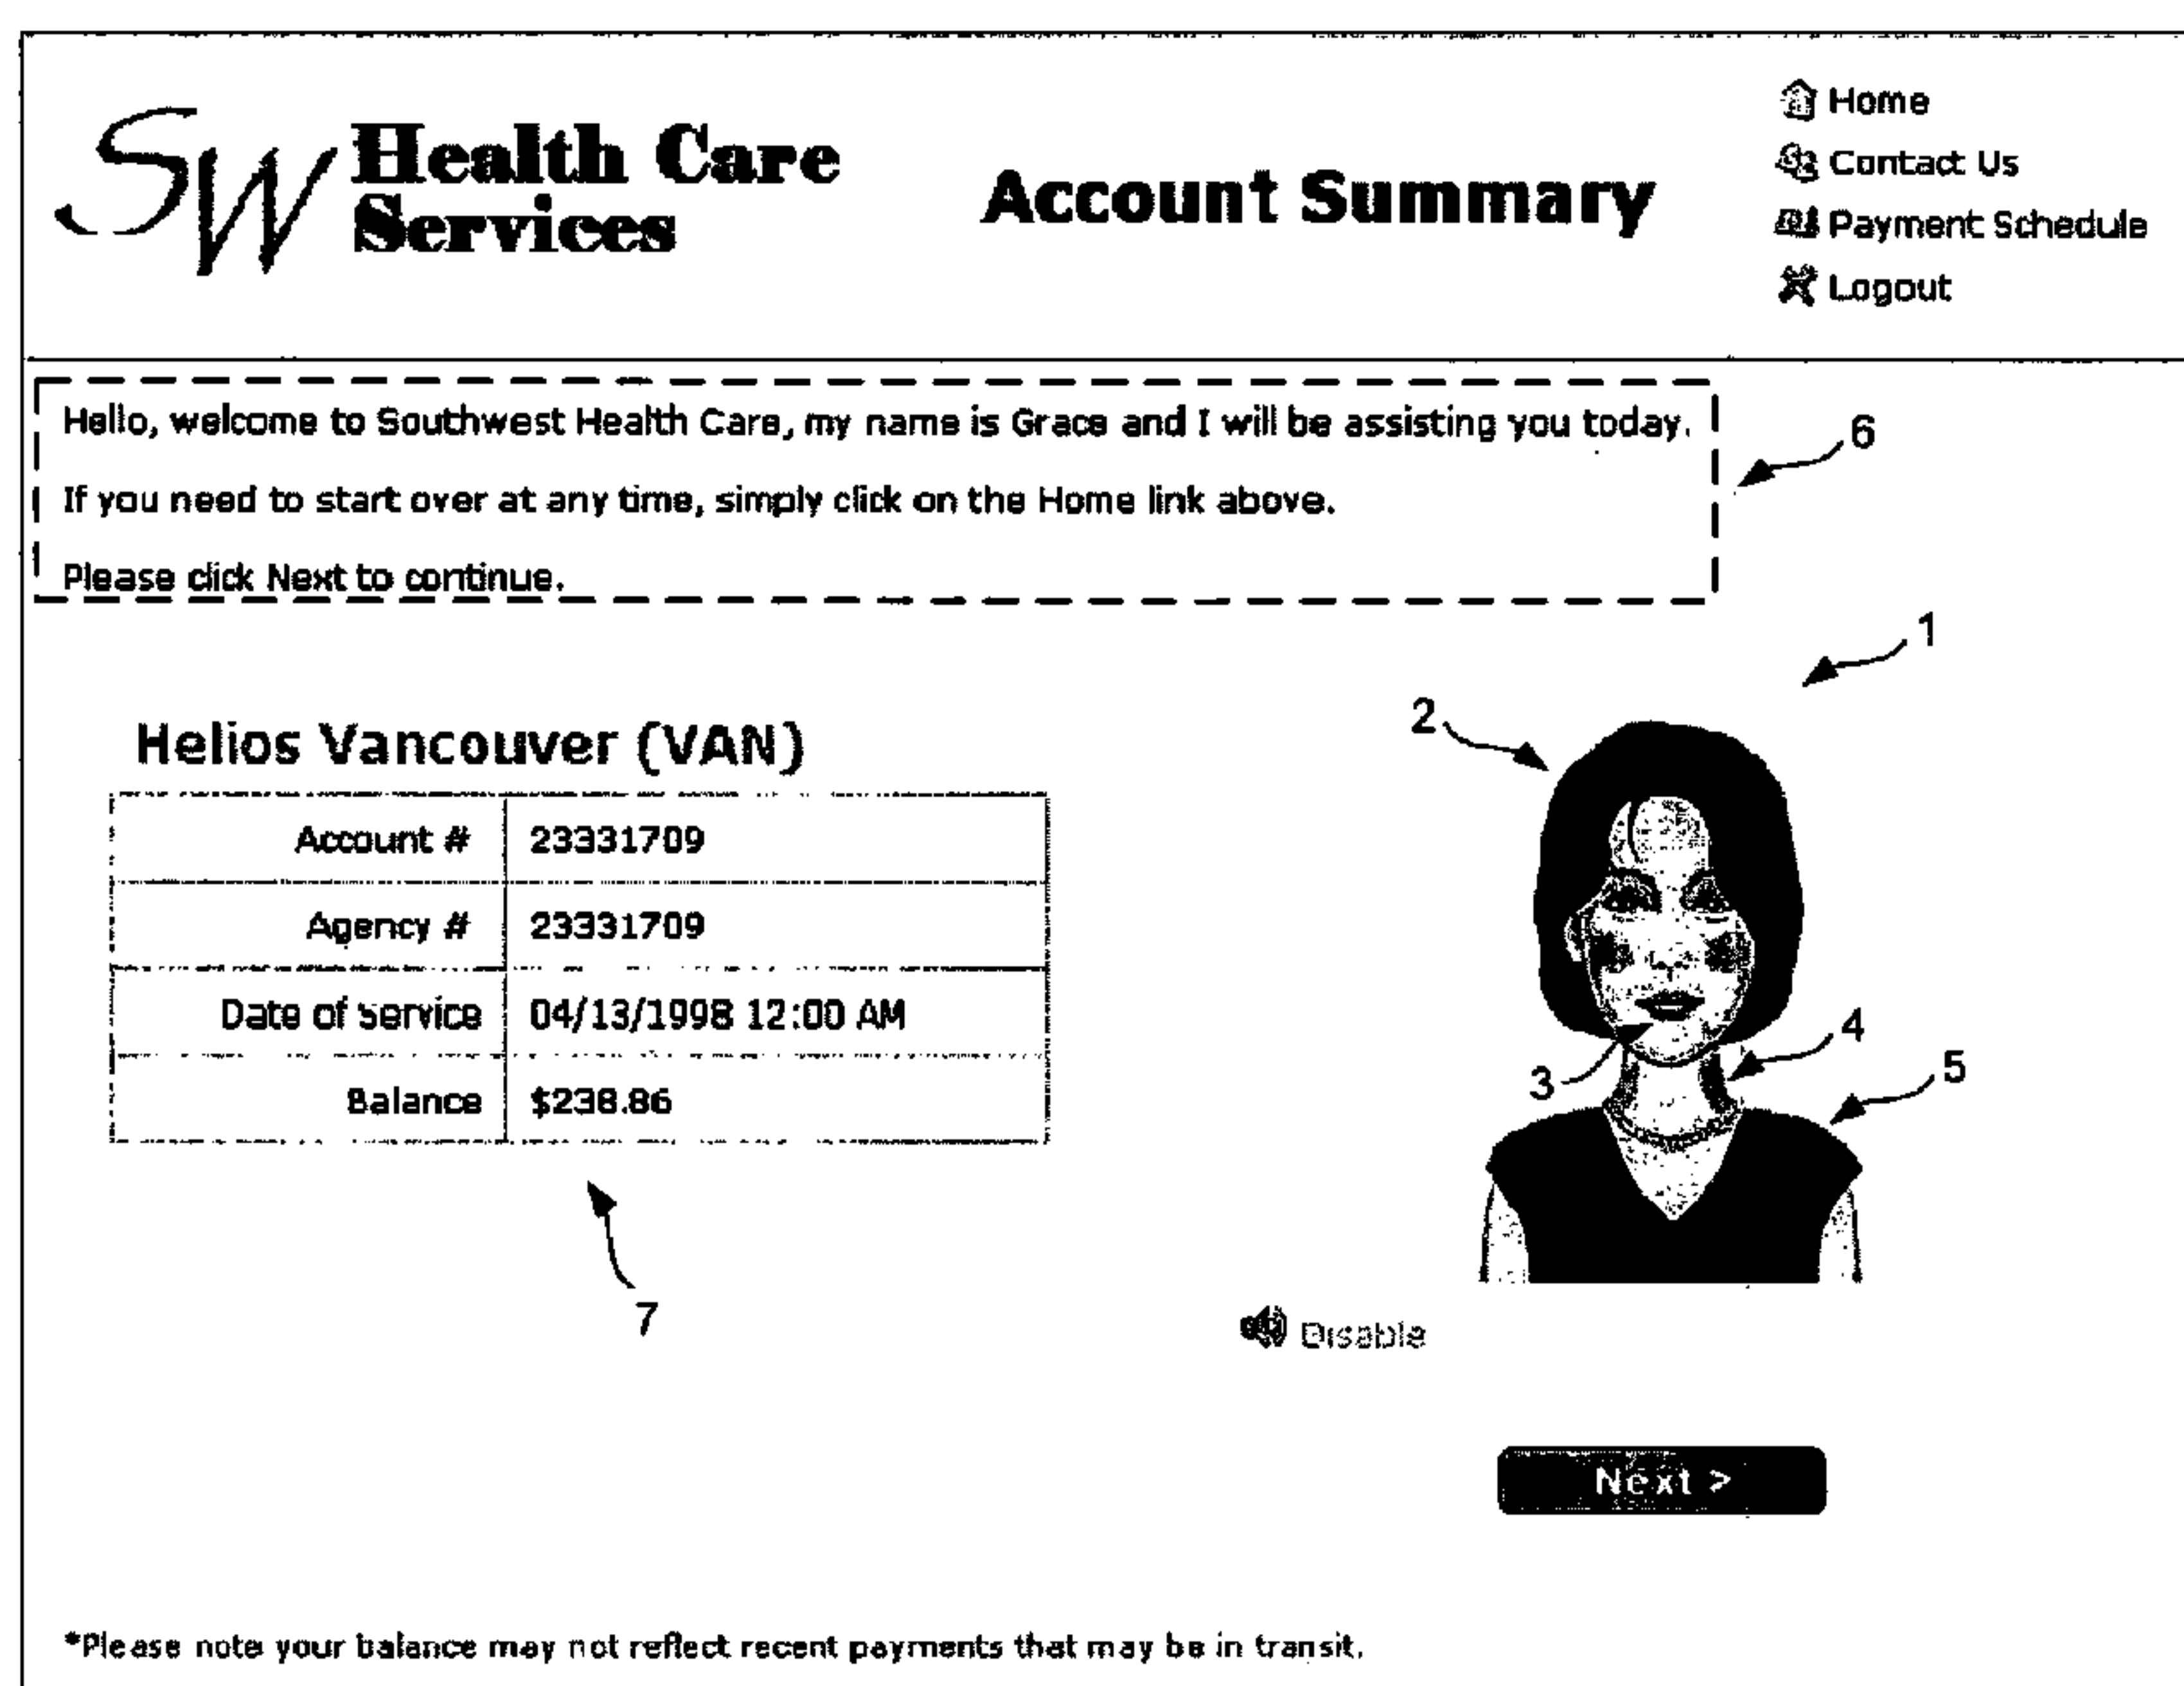 SW Health Care
Services
Account Summary
Home
Contact Us
Payment Schedule
Logout
Hello, welcome to Southwest Health Care, my name is Grace and I will be assisting you today.
If you need to start over at any time, simply click on the Home link above.
Please click Next to continue.
6
1
2
Helios Vancouver (VAN)
Account # 23331709
Agency # 23331709
Date of Service 04/13/1998 12:00 AM
Balance $238.86
3
4
5
7
Disable
Next >
*Please note your balance may not reflect recent payments that may be in transit.